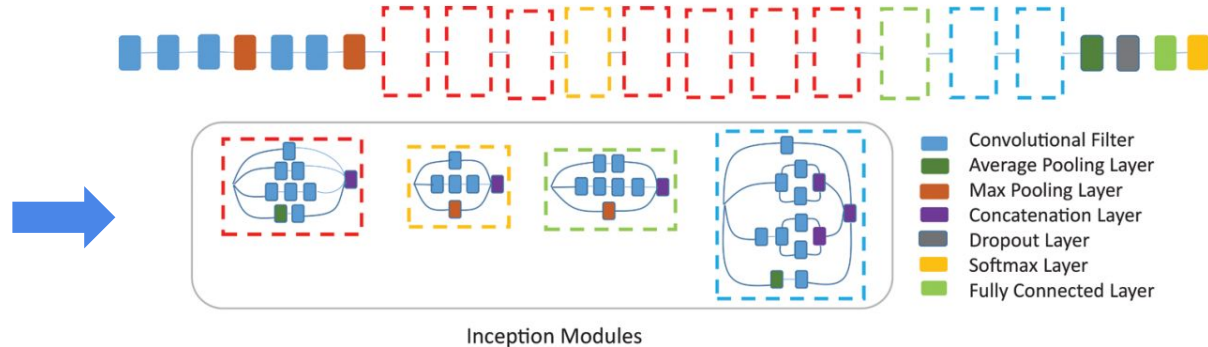 Convolutional Filter
Average Pooling Layer
Max Pooling Layer
Concatenation Layer
Dropout Layer
Softmax Layer
Fully Connected Layer
Inception Modules